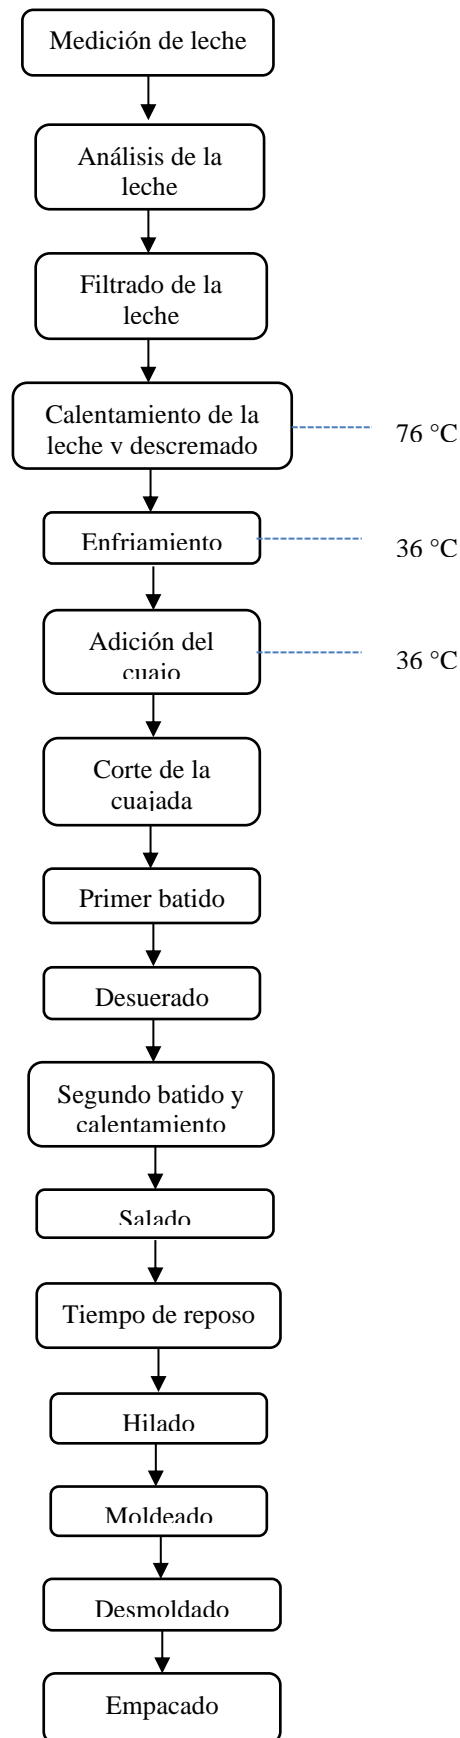 Medición de leche
Análisis de la
leche
Filtrado de la
leche
Calentamiento de la
leche y descremado
76 °C
Enfriamiento
36 °C
Adición del
cuajo
36 °C
Corte de la
cuajada
Primer batido
Desuerado
Segundo batido y
calentamiento
Salado
Tiempo de reposo
Hilado
Moldeado
Desmoldado
Empacado